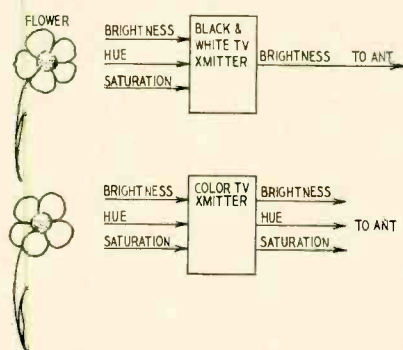 FLOWER
BRIGHTNESS
HUE
SATURATION
BLACK &
WHITE TV
XMITTER
BRIGHTNESS
TO ANT
BRIGHTNESS
HUE
SATURATION
COLOR TV
XMITTER
BRIGHTNESS
HUE
SATURATION
TO ANT